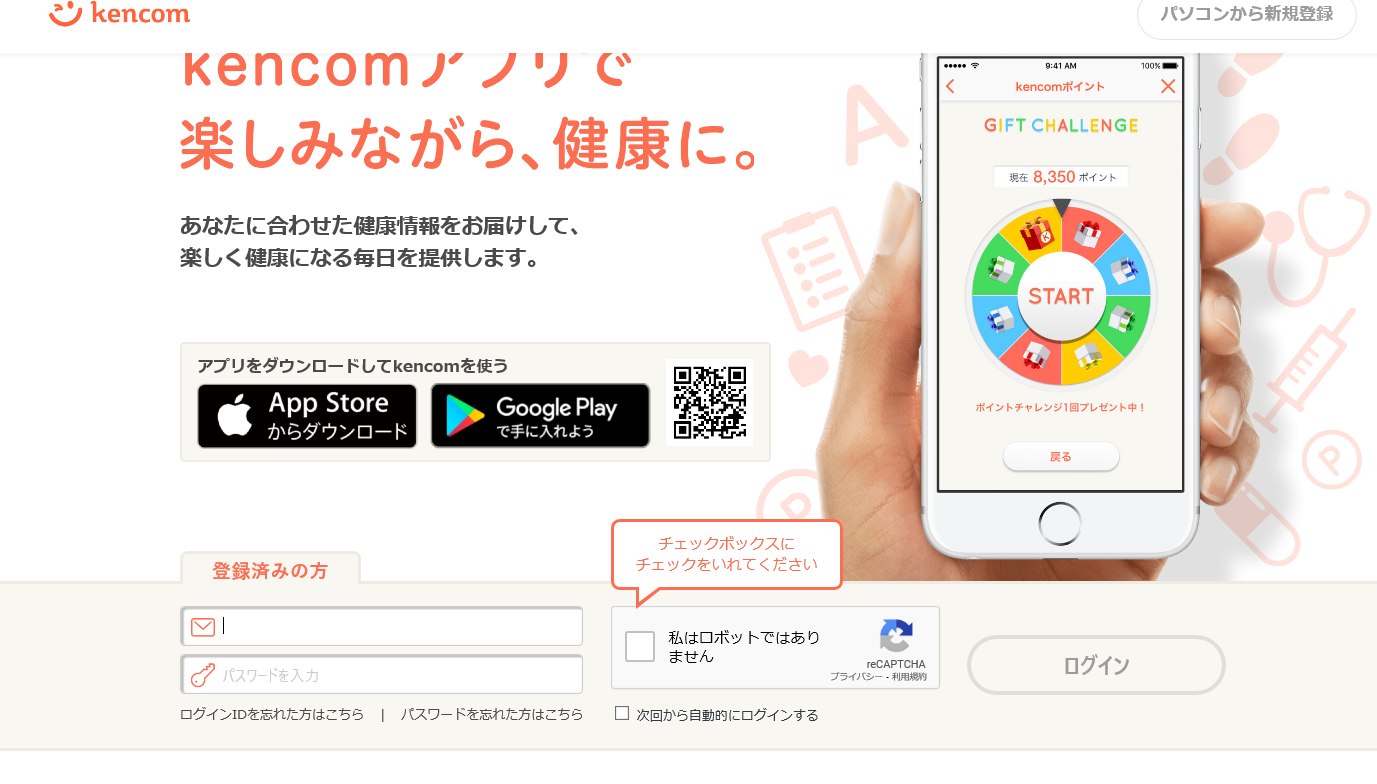 kencom
パソコンから新規登録
kencomアプリで
楽しみながら、健康に。
あなたに合わせた健康情報をお届けして、
楽しく健康になる毎日を提供します。
アプリをダウンロードしてkencomを使う
App Store
からダウンロード
Google Play
で手に入れよう
9:41 AM
100%
kencomポイント
GIFT CHALLENGE
現在 8,350 ポイント
START
ポイントチャレンジ1回プレゼント中！
戻る
A
P
P
登録済みの方
チェックボックスに
チェックをいれてください
パスワードを入力
私はロボットではあり
ません
reCAPTCHA
プライバシー - 利用規約
ログイン
ログインIDを忘れた方はこちら | パスワードを忘れた方はこちら
次回から自動的にログインする